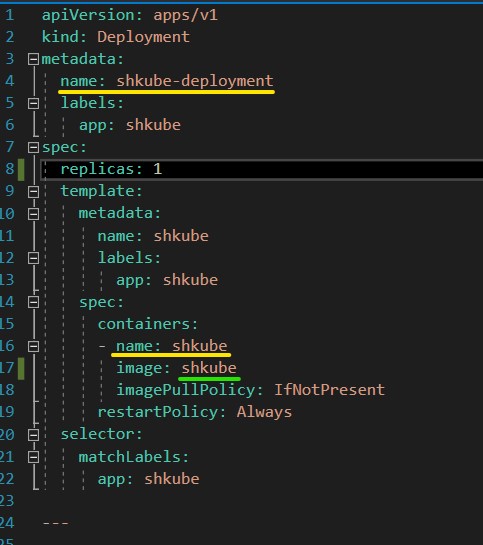 1 apiVersion: apps/v1
2 kind: Deployment
3 metadata:
4 name: shkube-deployment
5 labels:
6 app: shkube
7 spec:
8 replicas: 1
9 template:
10 metadata:
11 name: shkube
12 labels:
13 app: shkube
14 spec:
15 containers:
16 - name: shkube
17 image: shkube
18 imagePullPolicy: IfNotPresent
19 restartPolicy: Always
20 selector:
21 matchLabels:
22 app: shkube
23
24 ---
25